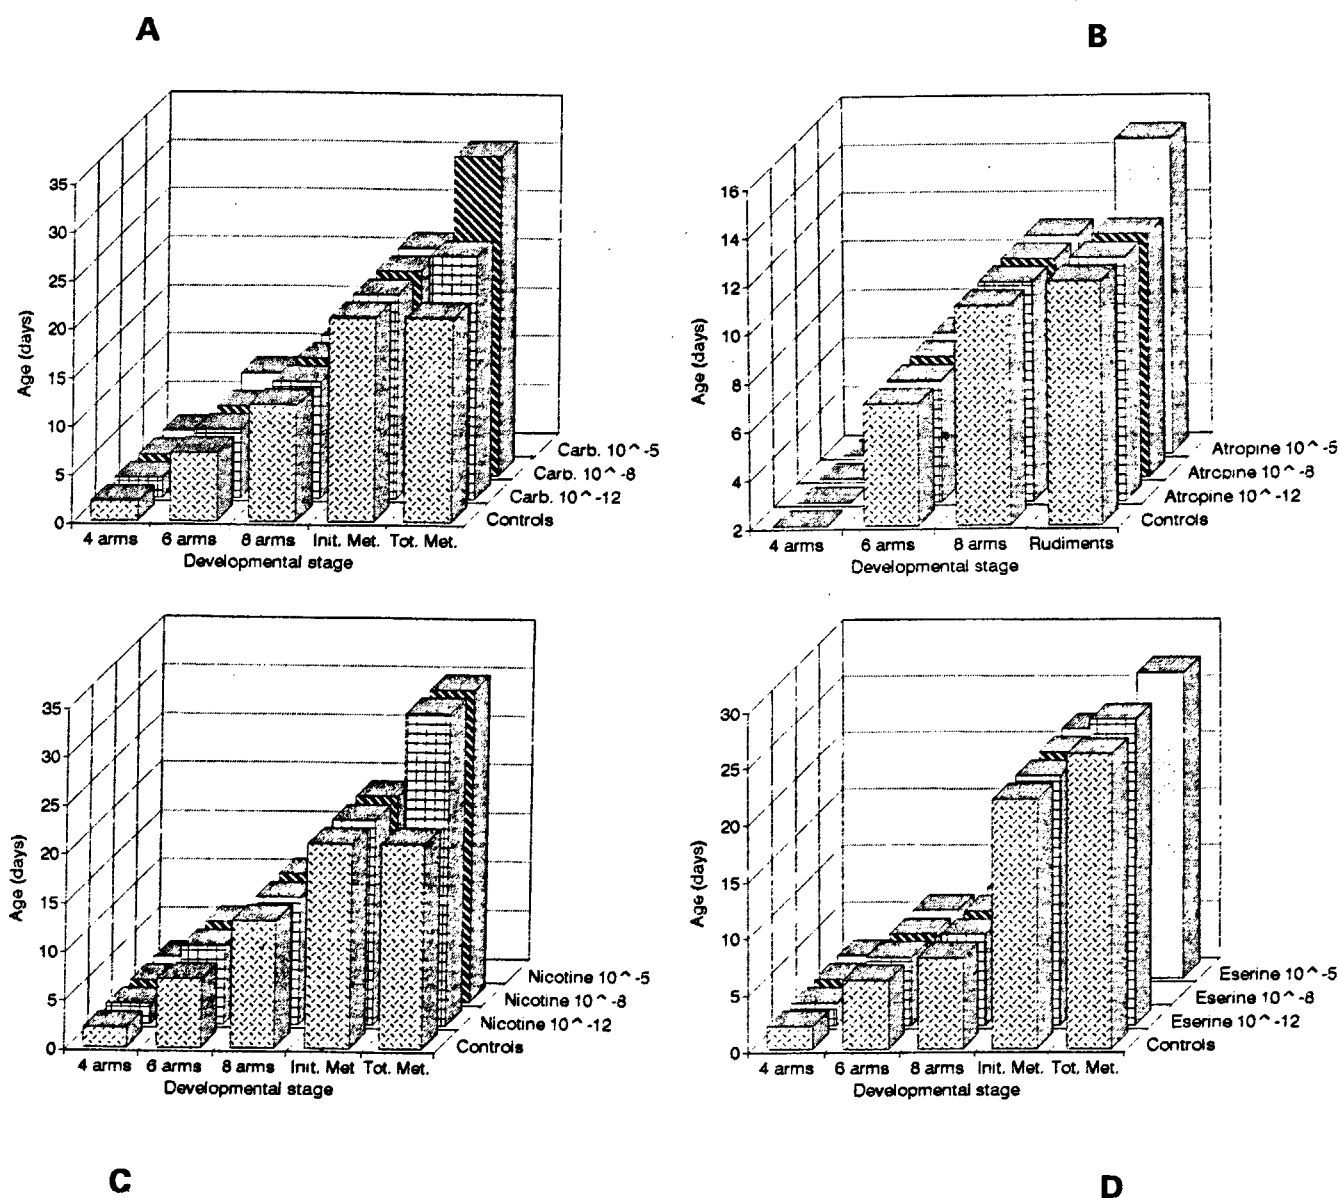 A
35
30
25
20
15
10
5
0
Age (days)
4 arms 6 arms 8 arms Init. Met. Tot. Met.
Developmental stage
Carb. 10^-5
Carb. 10^-8
Carb. 10^-12
Controls
B
16
14
12
10
8
6
4
2
Age (days)
4 arms 6 arms 8 arms Rudiments
Developmental stage
Atropine 10^-5
Atropine 10^-8
Atropine 10^-12
Controls
35
30
25
20
15
10
5
0
Age (days)
4 arms 6 arms 8 arms Init. Met Tot. Met.
Developmental stage
Nicotine 10^-5
Nicotine 10^-8
Nicotine 10^-12
Controls
C
30
25
20
15
10
5
0
Age (days)
4 arms 6 arms 8 arms Init. Met. Tot. Met.
Developmental stage
Eserine 10^-5
Eserine 10^-8
Eserine 10^-12
Controls
D